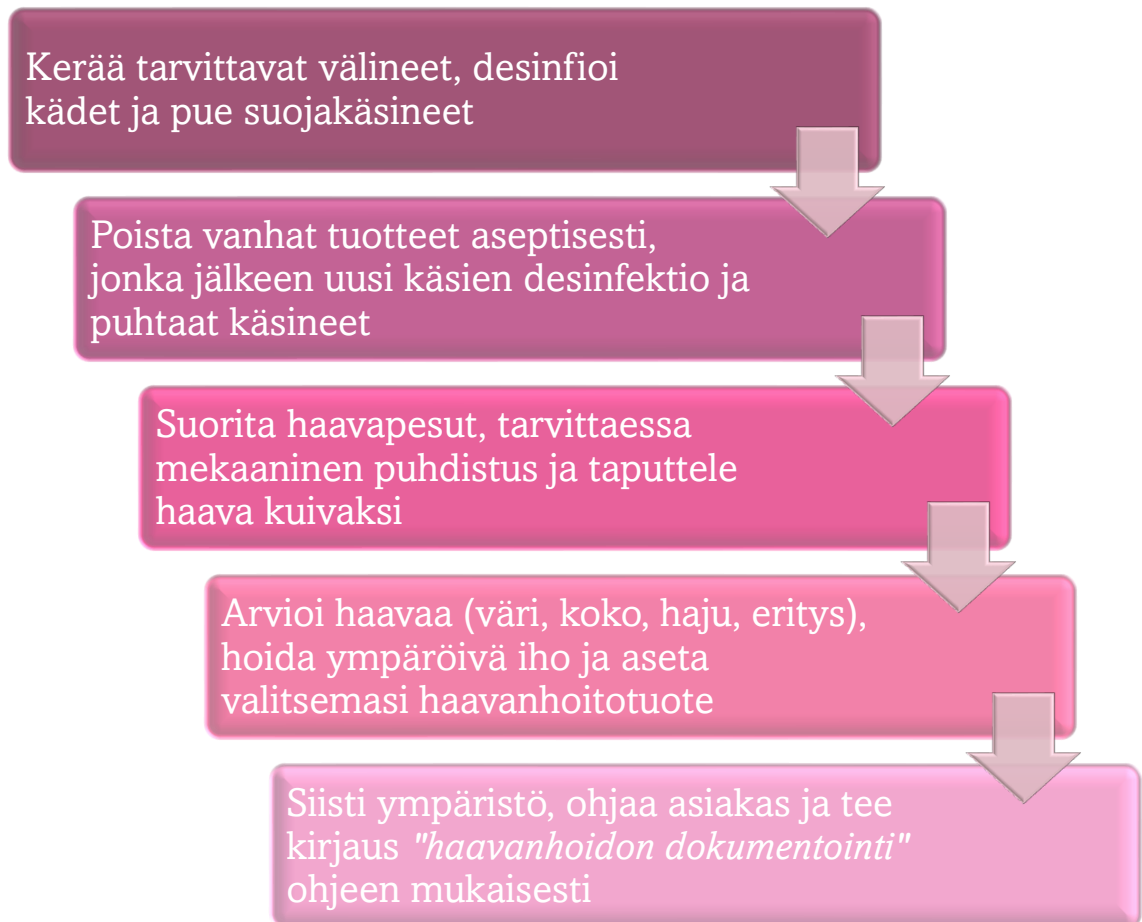 Kerää tarvittavat välineet, desinfioi
kädet ja pue suojakäsineet
Poista vanhat tuotteet aseptisesti,
jonka jälkeen uusi käsien desinfektio ja
puhtaat käsineet
Suorita haavapesut, tarvittaessa
mekaaninen puhdistus ja taputtele
haava kuivaksi
Arvioi haavaa (väri, koko, haju, eritys),
hoida ympäröivä iho ja aseta
valitsemasi haavanhoitotuote
Siisti ympäristö, ohjaa asiakas ja tee
kirjaus "haavanhoidon dokumentointi"
ohjeen mukaisesti